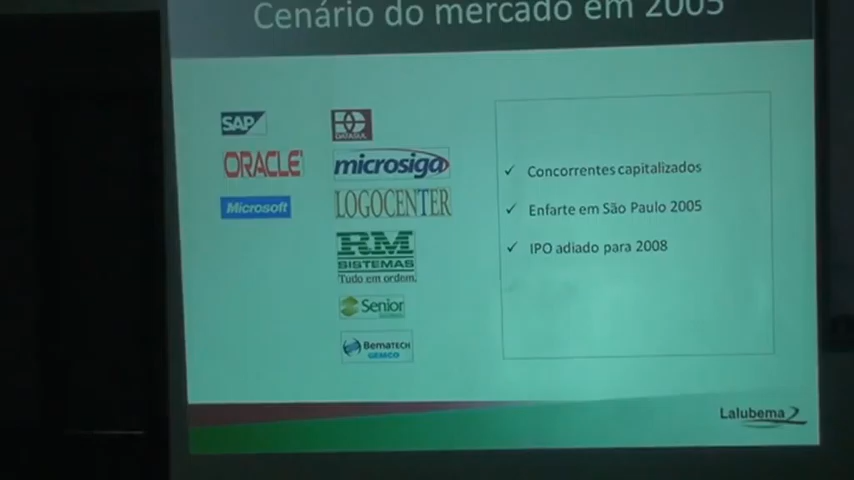 Cenário do mercado em 2005
SAP
ORACLE
Microsoft
DATASUL
microsiga
LOGOCENTER
RM
SISTEMAS
Tudo em ordem.
Senior
Bematech
GEMCO
✓ Concorrentes capitalizados
✓ Enfarte em São Paulo 2005
✓ IPO adiado para 2008
Lalubema